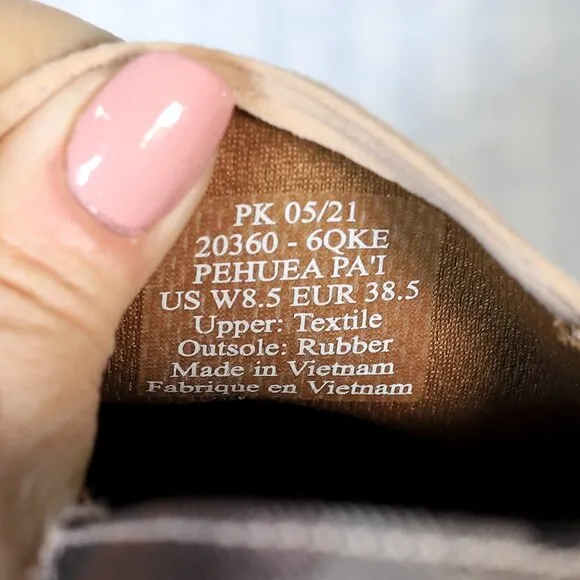 PK 05/21
20360 - 6QKE
PEHUEA PA'I
US W8.5 EUR 38.5
Upper: Textile
Outsole: Rubber
Made in Vietnam
Fabrique en Vietnam